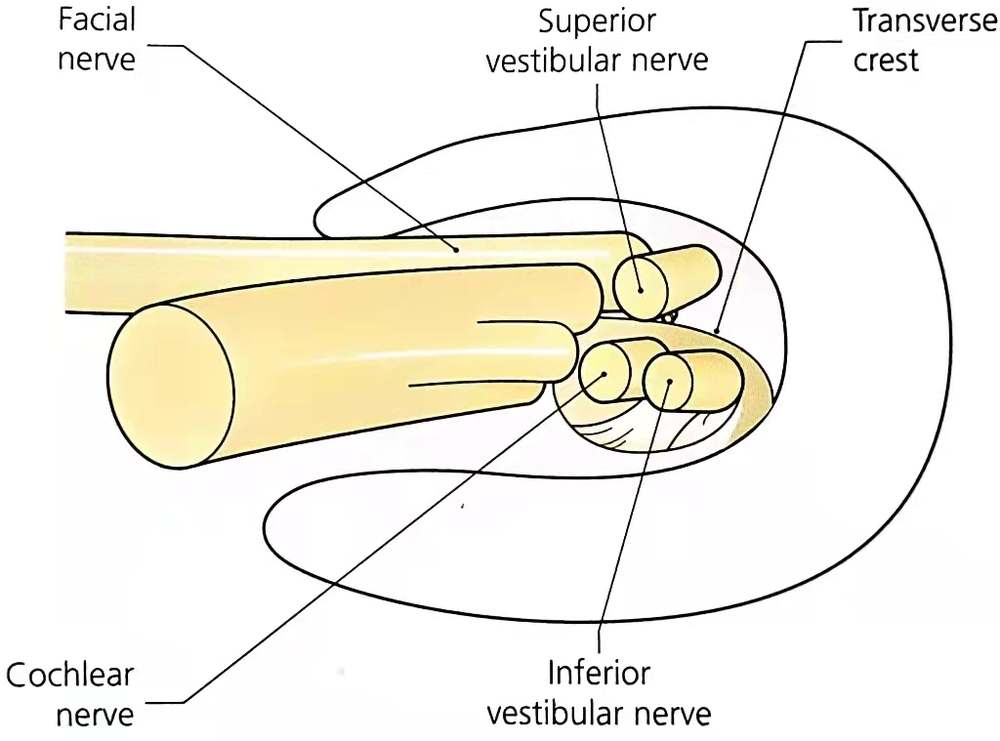 Facial
nerve
Superior
vestibular nerve
Transverse
crest
Cochlear
nerve
Inferior
vestibular nerve